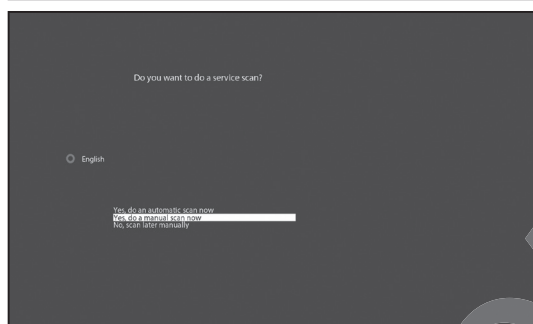 Do you want to do a service scan?
English
Yes, do an automatic scan now
Yes, do a manual scan now
No, scan later manually